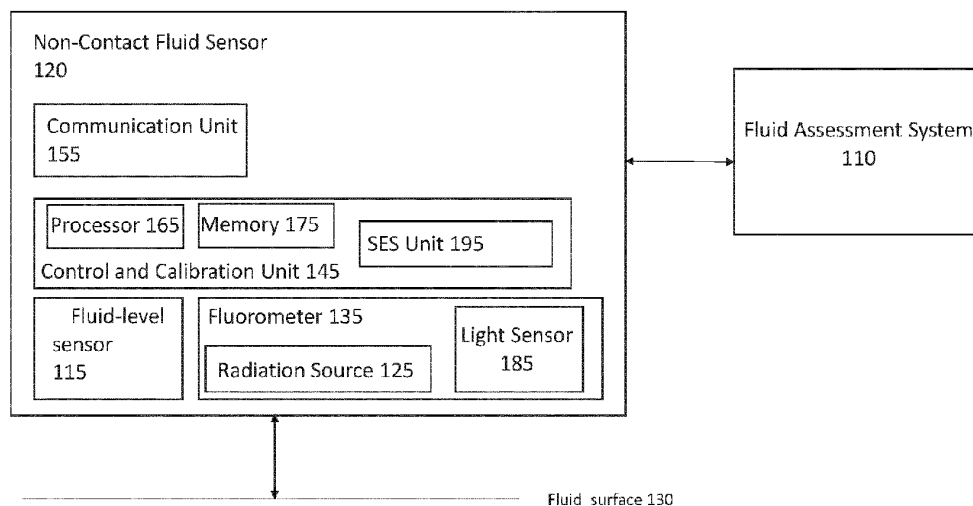 Non-Contact Fluid Sensor
120
Communication Unit
155
Processor 165
Memory 175
SES Unit 195
Control and Calibration Unit 145
Fluid-level
sensor
115
Fluorometer 135
Radiation Source 125
Light Sensor
185
Fluid Assessment System
110
Fluid surface 130